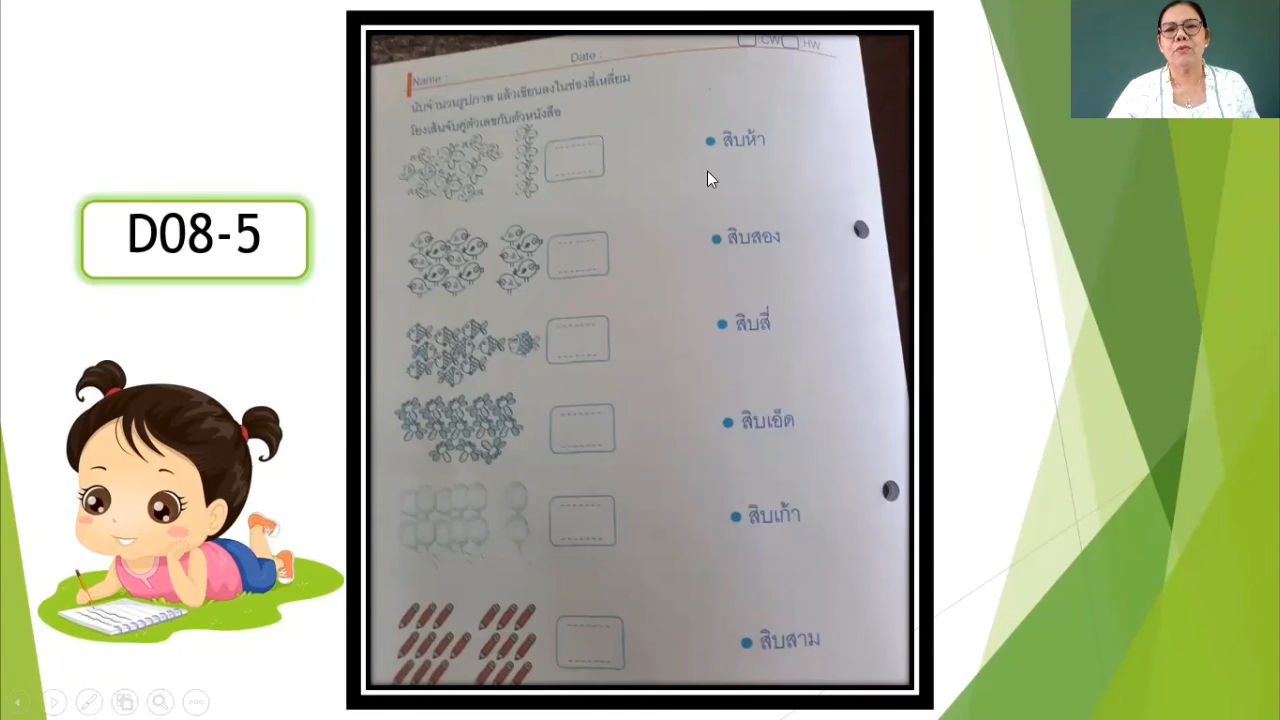 CW HW
Name : Date :
นับจำนวนรูปภาพ แล้วเขียนลงในช่องสี่เหลี่ยม
โยงเส้นจับคู่ตัวเลขกับตัวหนังสือ
สิบห้า
สิบสอง
D08-5
สิบสี่
สิบเอ็ด
สิบเก้า
สิบสาม